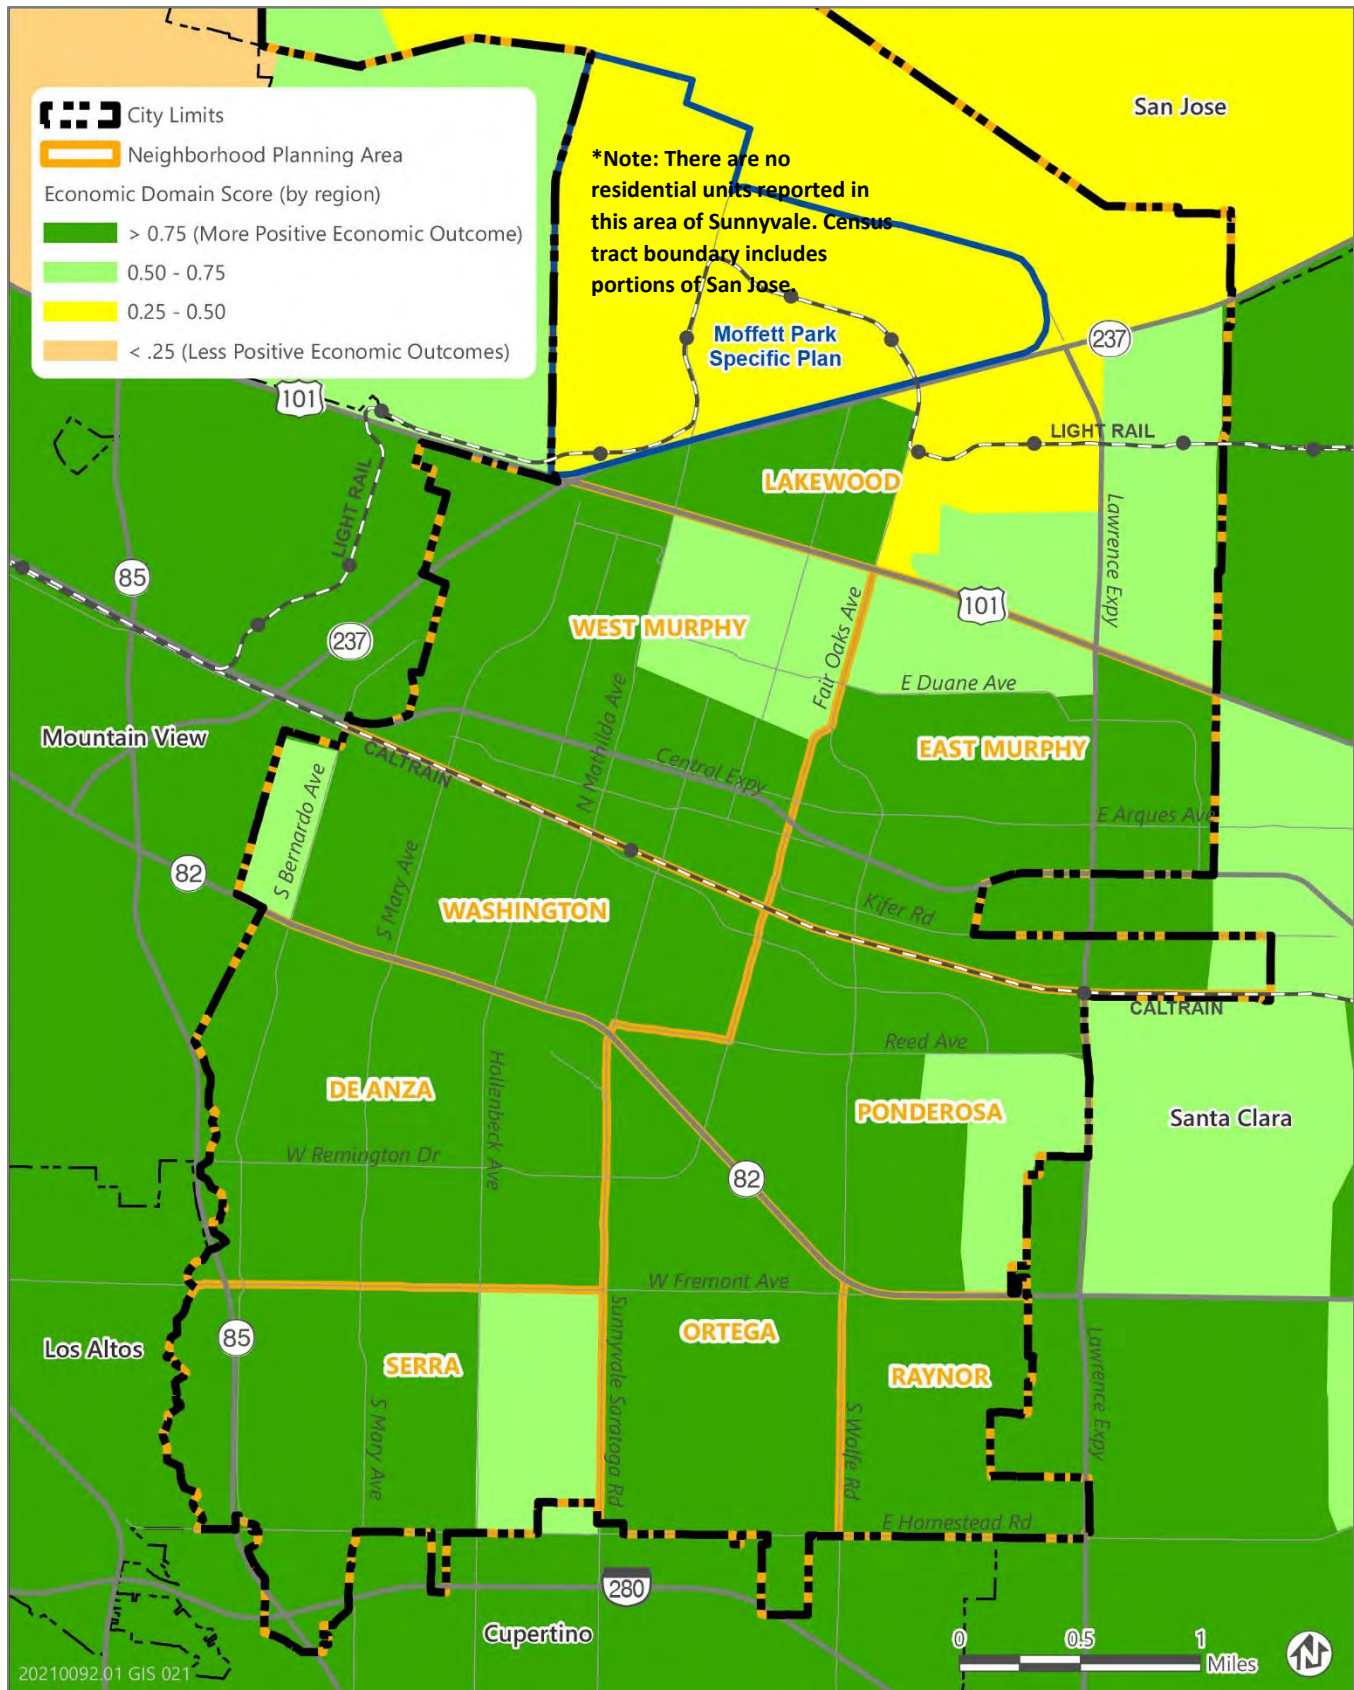 City Limits
Neighborhood Planning Area
Economic Domain Score (by region)
> 0.75 (More Positive Economic Outcome)
0.50 - 0.75
0.25 - 0.50
< .25 (Less Positive Economic Outcomes)
San Jose
*Note: There are no
residential units reported in
this area of Sunnyvale. Census
tract boundary includes
portions of San Jose.
Moffett Park
Specific Plan
237
101
LIGHT RAIL
LIGHT RAIL
LAKEWOOD
Lawrence Expy
85
237
WEST MURPHY
101
Fair Oaks Ave
E Duane Ave
N Mathilda Ave
Mountain View
CALTRAIN
EAST MURPHY
Central Expy
S Bernardo Ave
E Arques Ave
82
S Mary Ave
WASHINGTON
Kifer Rd
CALTRAIN
Reed Ave
Hollenbeck Ave
DE ANZA
PONDEROSA
Santa Clara
W Remington Dr
82
W Fremont Ave
Los Altos
85
SERRA
Sunnyvale Saratoga Rd
ORTEGA
RAYNOR
S Mary Ave
S Wolfe Rd
Lawrence Expy
E Homestead Rd
280
Cupertino
0 0.5 1
Miles
N
20210092.01 GIS 021